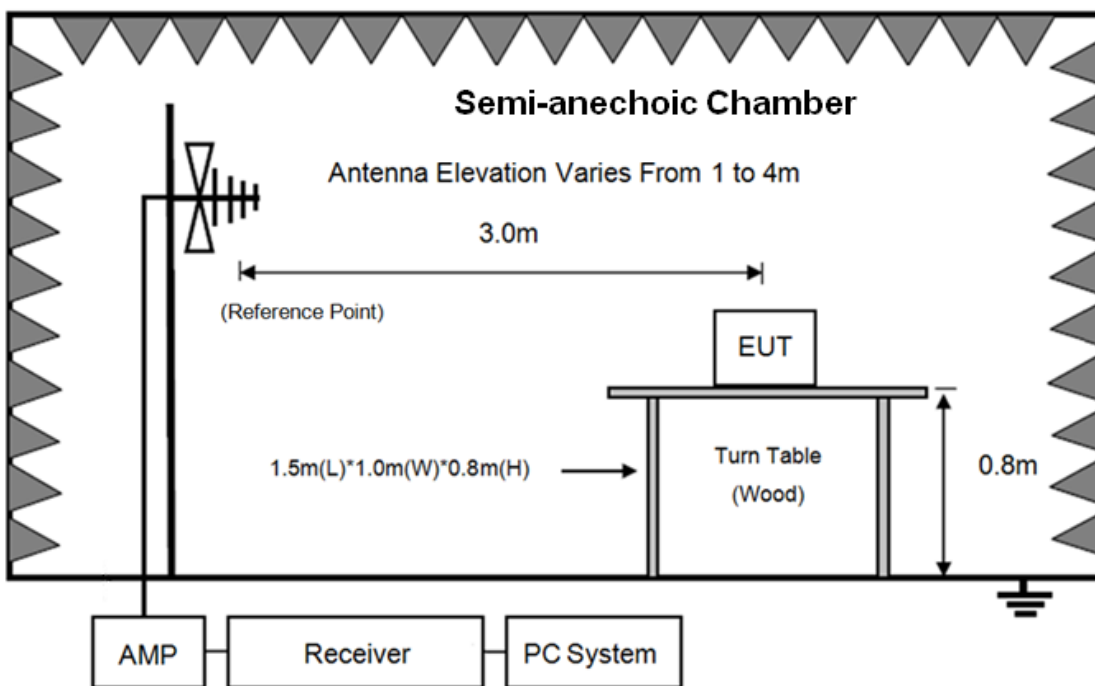 Semi-anechoic Chamber
Antenna Elevation Varies From 1 to 4m
3.0m
(Reference Point)
EUT
1.5m(L)*1.0m(W)*0.8m(H)
Turn Table
(Wood)
0.8m
AMP
Receiver
PC System